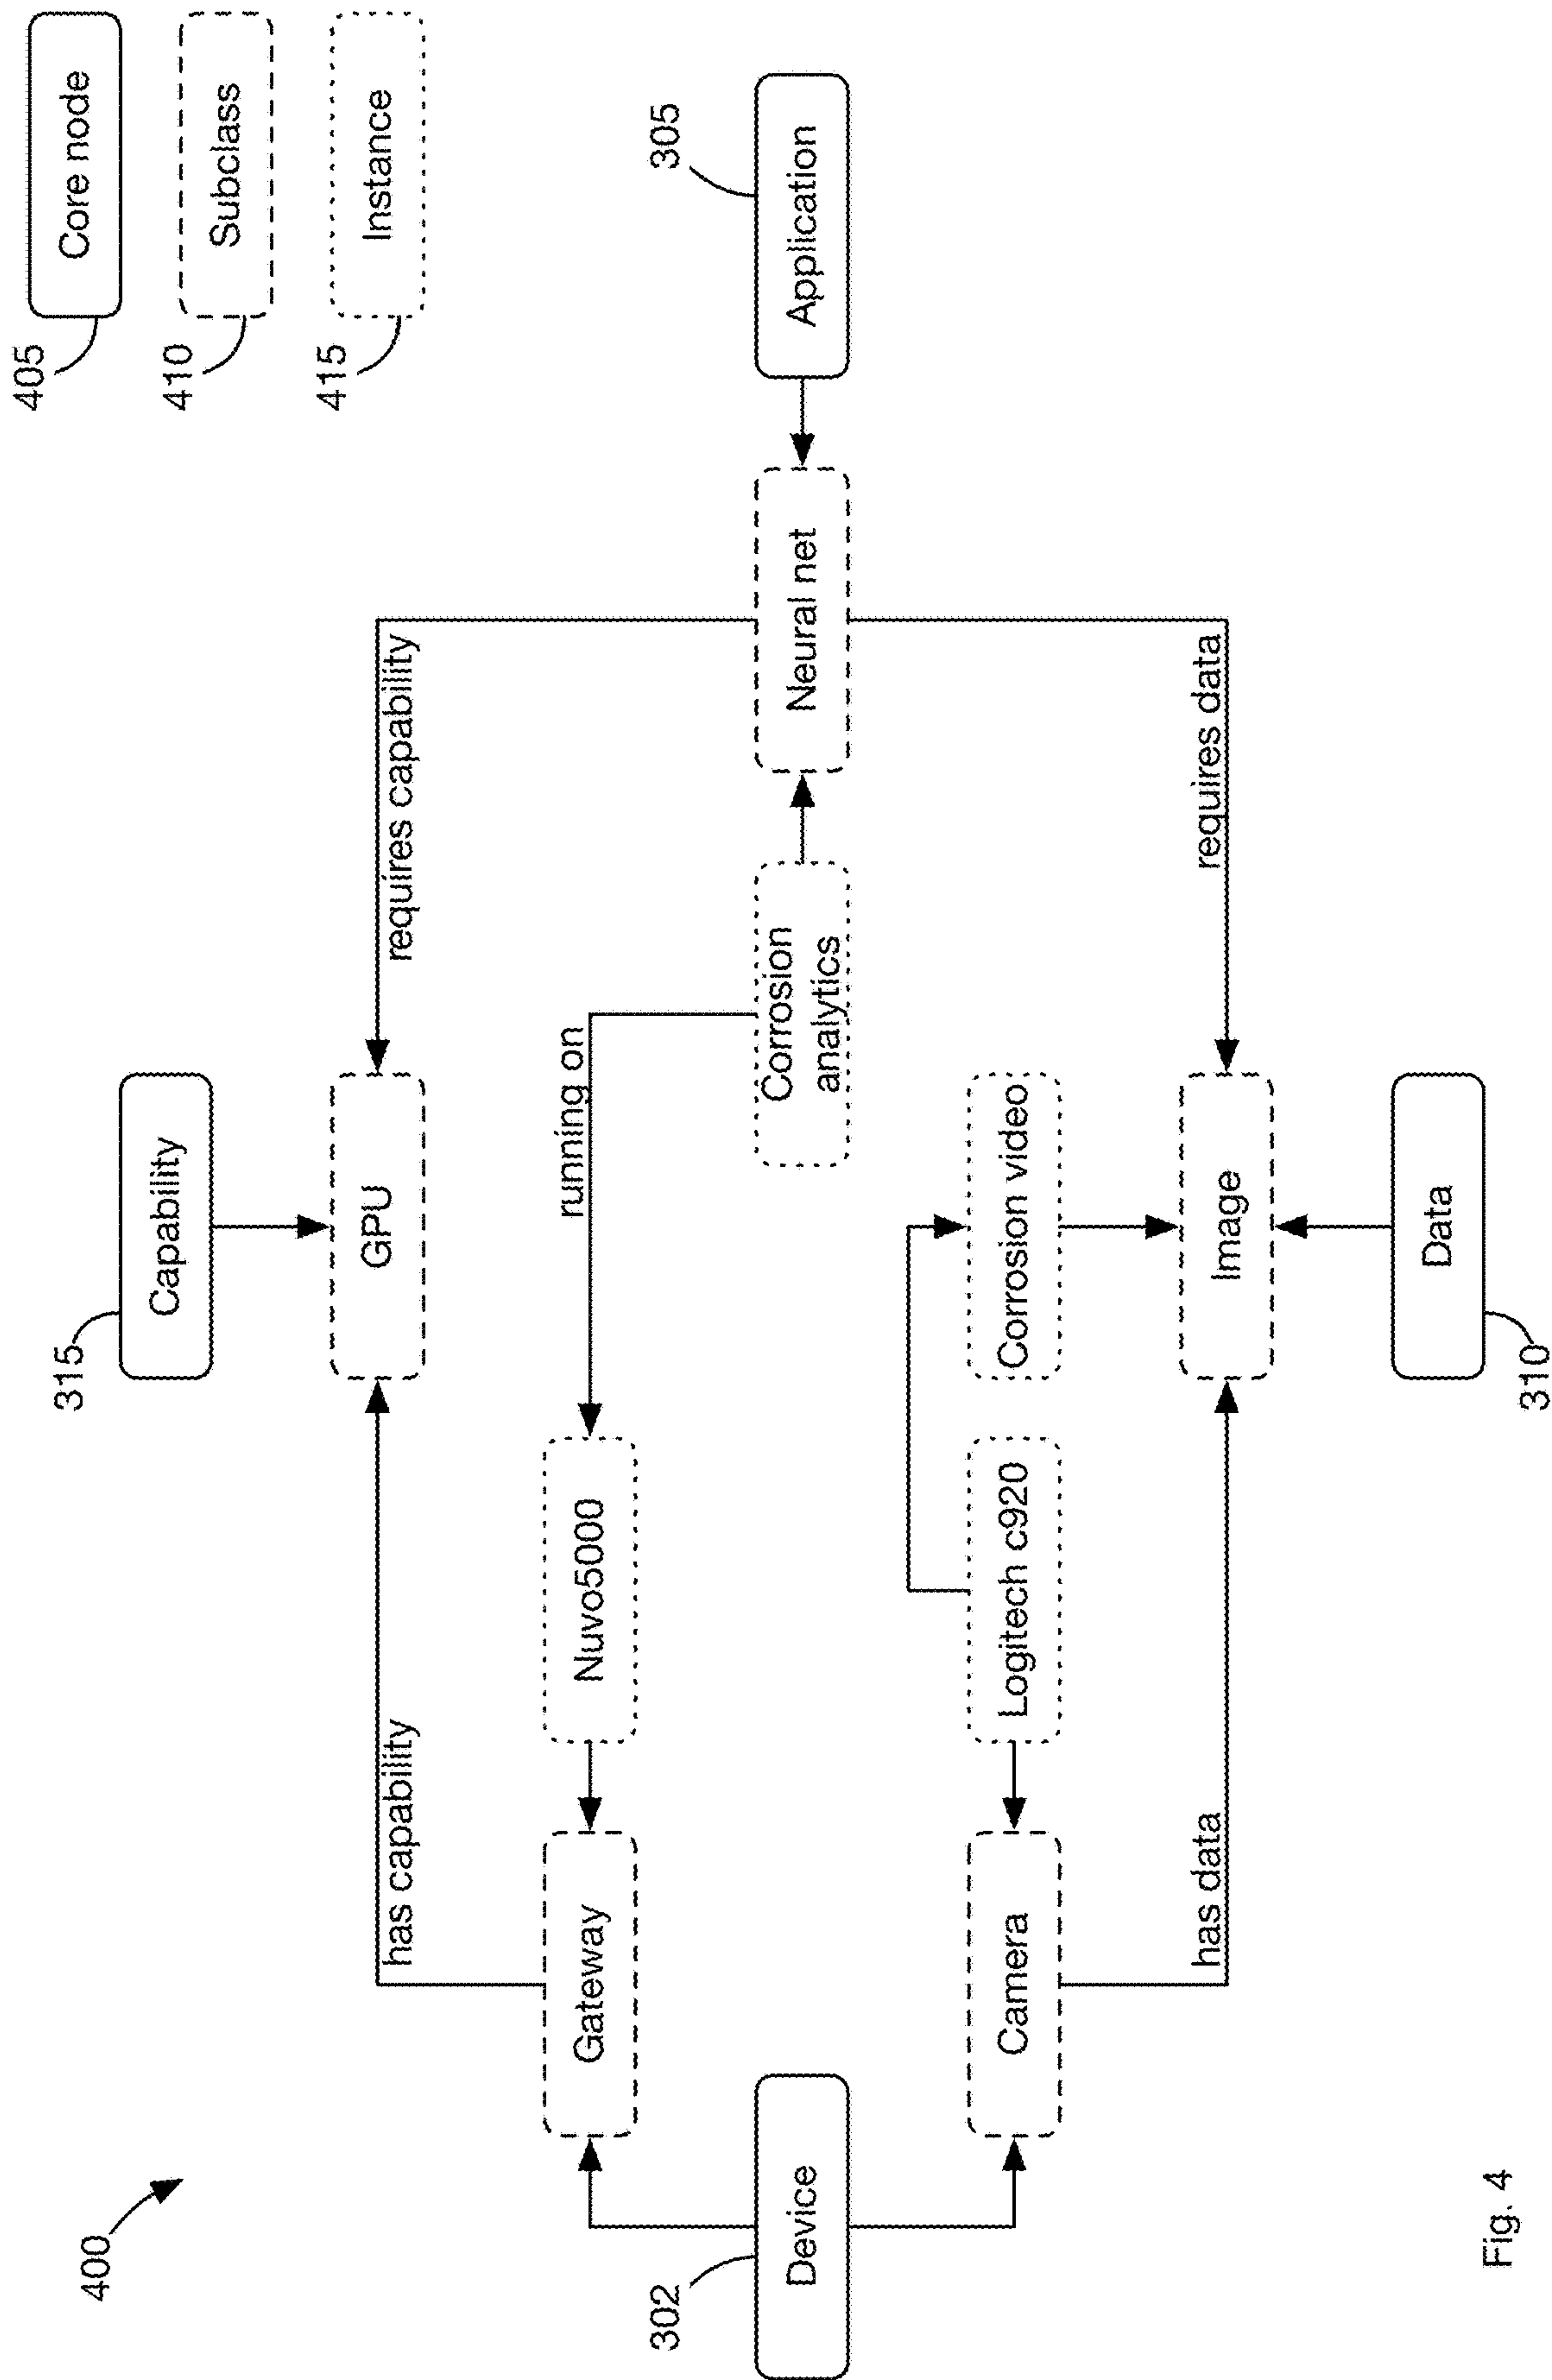 400
405
Core node
410
Subclass
415
Instance
315
Capability
GPU
has capability
requires capability
running on
Gateway
Nuvo5000
302
Device
Corrosion
analytics
Neural net
305
Application
Camera
Logitech c920
Corrosion video
has data
requires data
Image
Data
310
Fig. 4